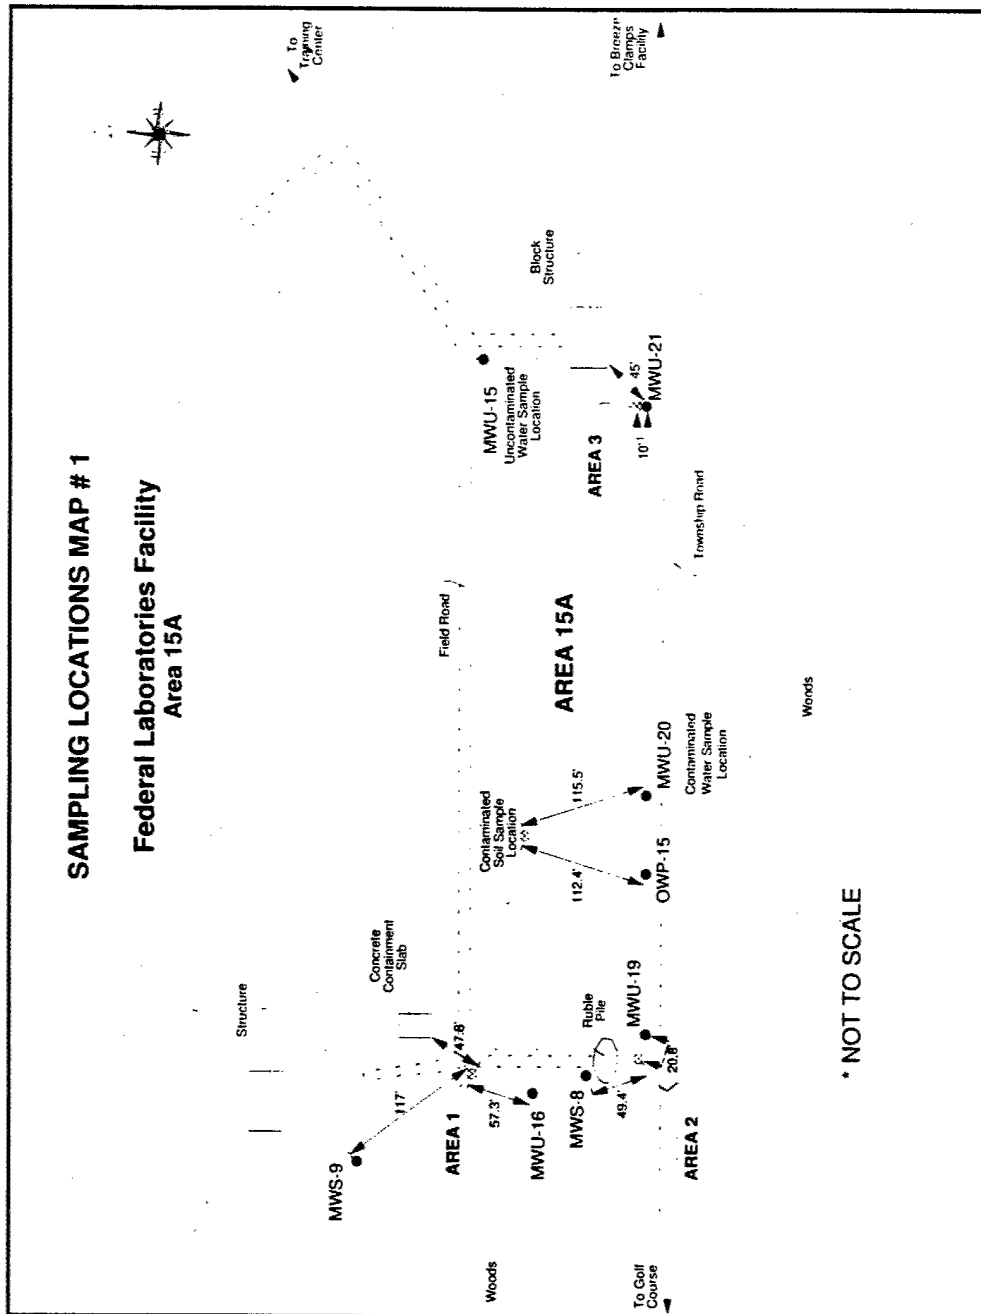 SAMPLING LOCATIONS MAP # 1
Federal Laboratories Facility
Area 15A
To
Training
Center
To Breeze
Clamps
Facility
Structure
Concrete
Containment
Slab
Field Road
Block
Structure
MWS-9
117'
47.6'
AREA 1
57.3'
MWU-16
Contaminated
Soil Sample
Location
MWU-15
Uncontaminated
Water Sample
Location
AREA 15A
AREA 3
45'
10'1
MWU-21
Woods
MWS-8
Ruble
Pile
49.4'
20.6'
MWU-19
112.4'
115.5'
OWP-15
MWU-20
Contaminated
Water Sample
Location
Township Road
AREA 2
To Golf
Course
Woods
* NOT TO SCALE